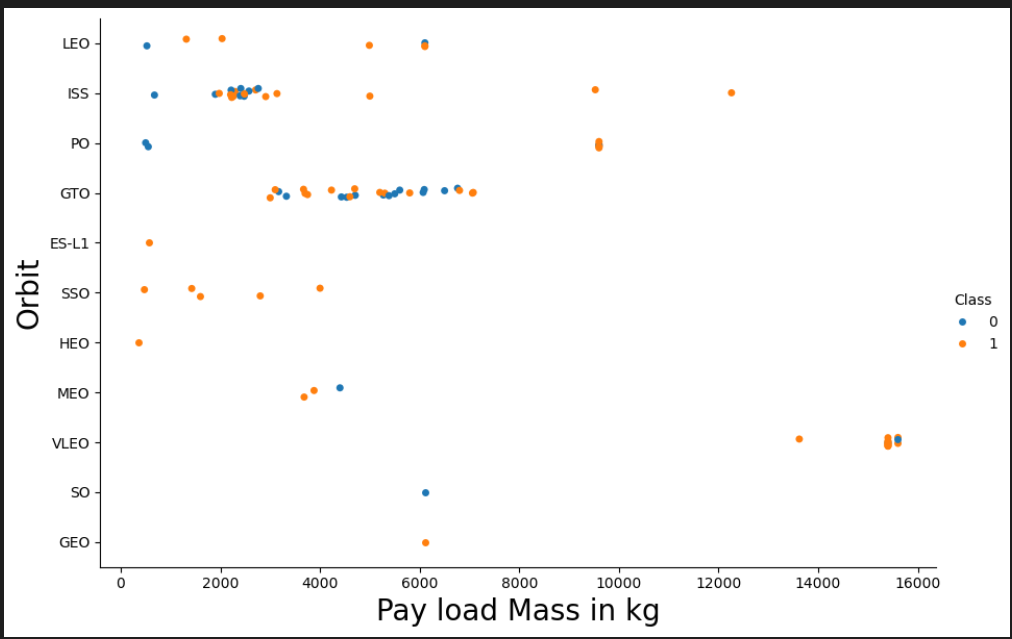 LEO
ISS
PO
GTO
ES-L1
SSO
HEO
MEO
VLEO
SO
GEO
Orbit
Class
0
1
0 2000 4000 6000 8000 10000 12000 14000 16000
Pay load Mass in kg